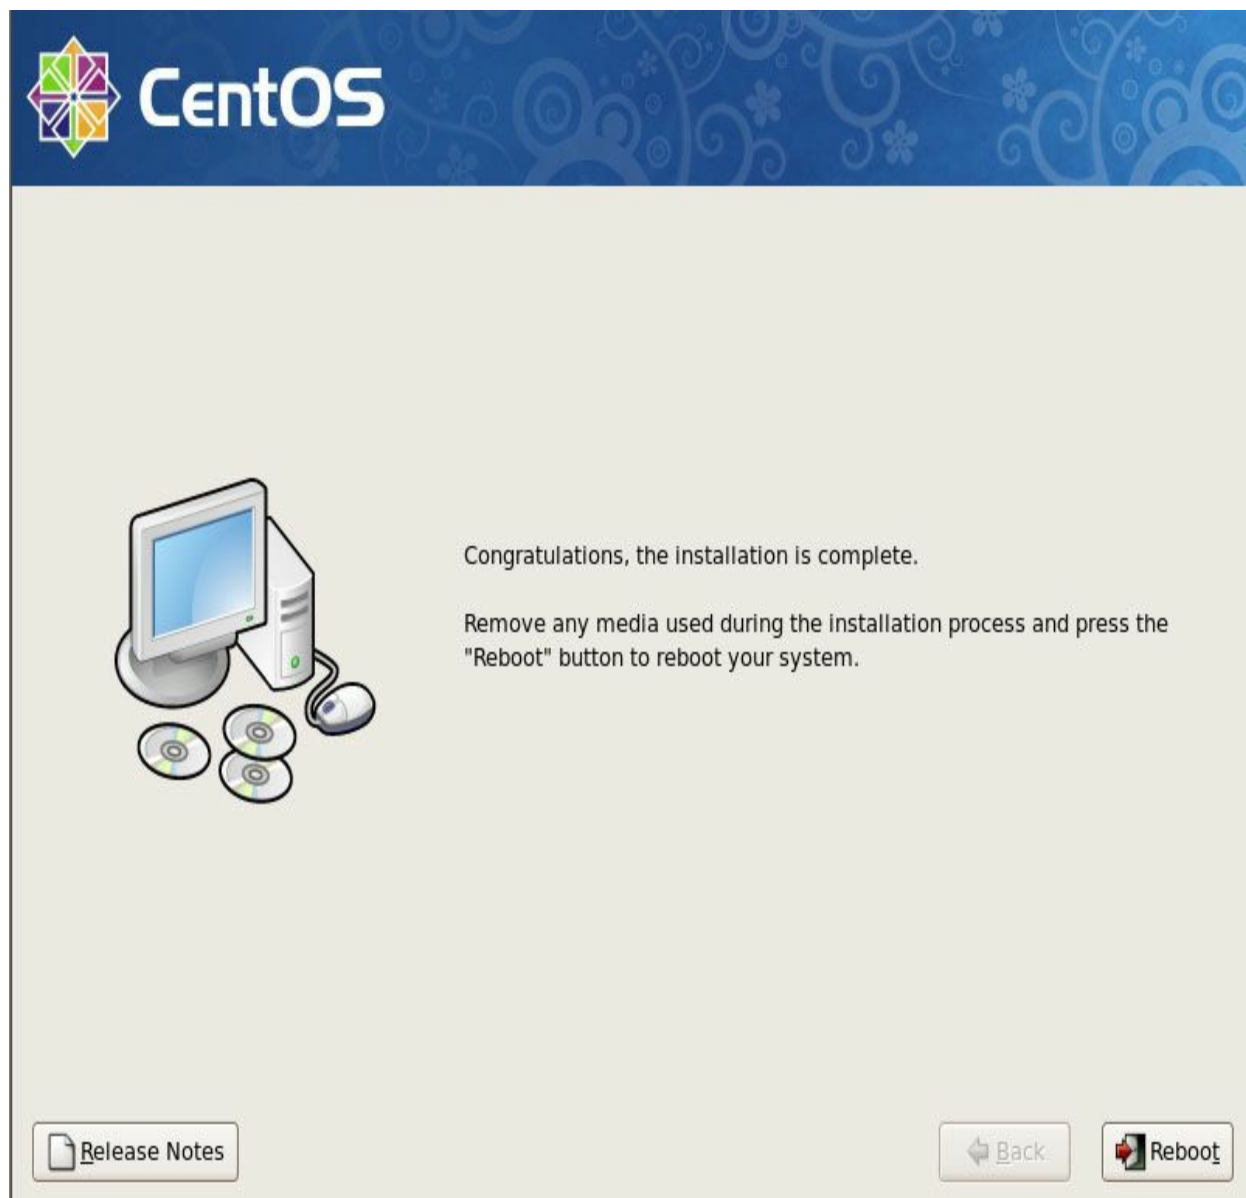 CentOS
Congratulations, the installation is complete.
Remove any media used during the installation process and press the
"Reboot" button to reboot your system.
Release Notes
Back
Reboot